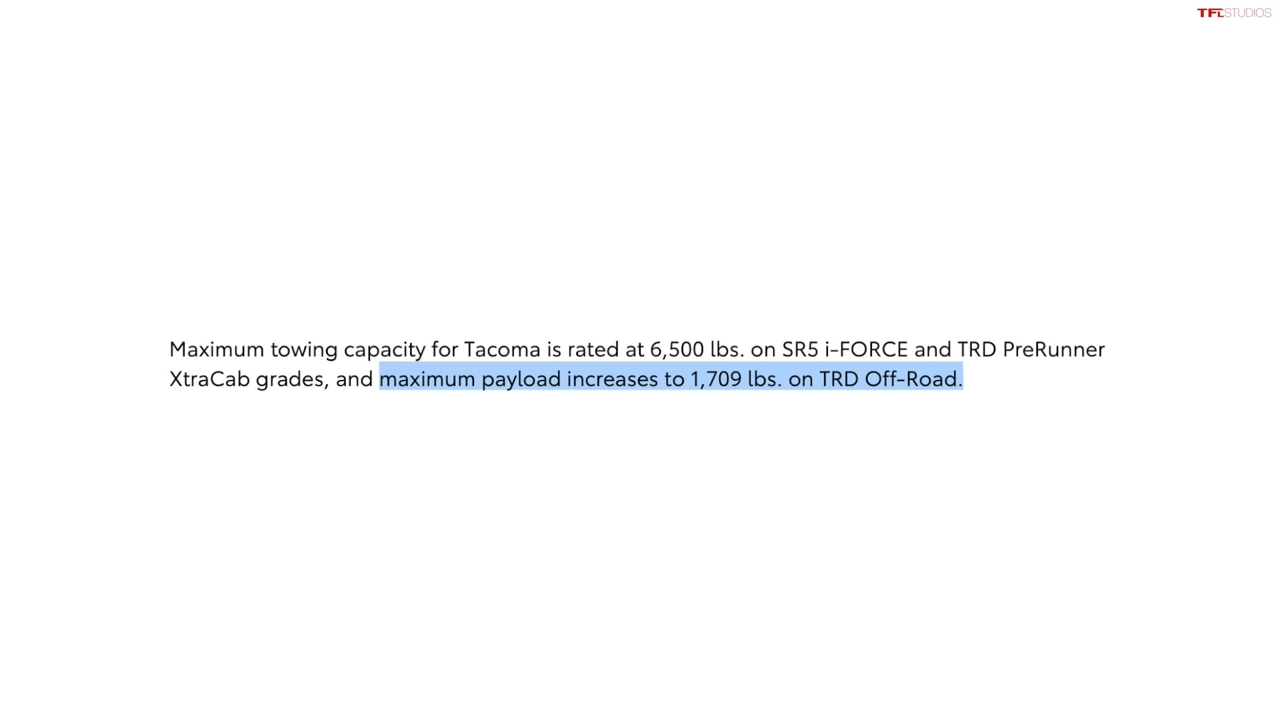 TFLSTUDIOS
Maximum towing capacity for Tacoma is rated at 6,500 lbs. on SR5 i-FORCE and TRD PreRunner
XtraCab grades, and maximum payload increases to 1,709 lbs. on TRD Off-Road.